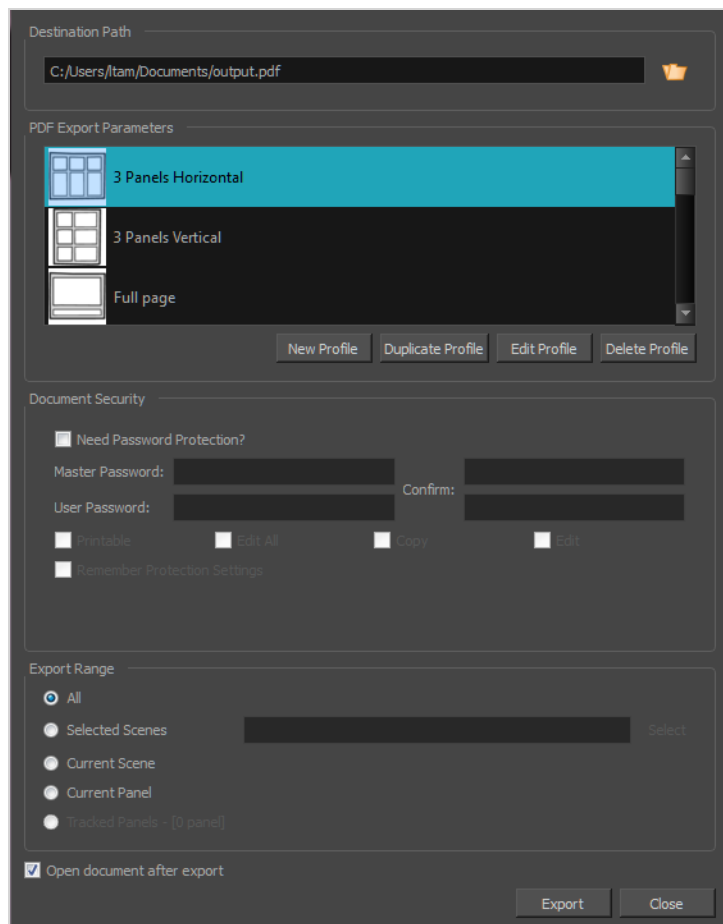 Destination Path
C:/Users/ltam/Documents/output.pdf
PDF Export Parameters
3 Panels Horizontal
3 Panels Vertical
Full page
New Profile Duplicate Profile Edit Profile Delete Profile
Document Security
Need Password Protection?
Master Password:
Confirm:
User Password:
Printable Edit All Copy Edit
Remember Protection Settings
Export Range
All
Selected Scenes Select
Current Scene
Current Panel
Tracked Panels - [0 panel]
Open document after export
Export Close